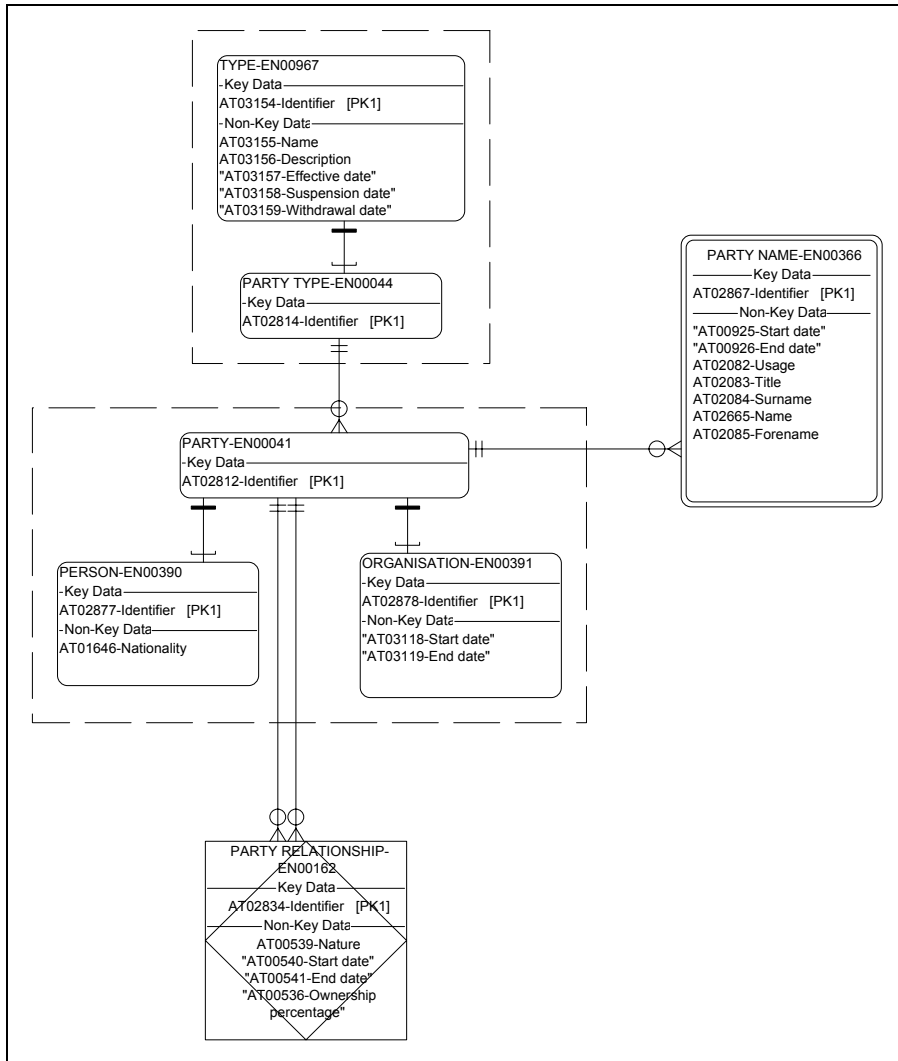 TYPE-EN00967
-Key Data
AT03154-Identifier [PK1]
-Non-Key Data
AT03155-Name
AT03156-Description
"AT03157-Effective date"
"AT03158-Suspension date"
"AT03159-Withdrawal date"
PARTY TYPE-EN00044
-Key Data
AT02814-Identifier [PK1]
PARTY NAME-EN00366
Key Data
AT02867-Identifier [PK1]
Non-Key Data
"AT00925-Start date"
"AT00926-End date"
AT02082-Usage
AT02083-Title
AT02084-Surname
AT02665-Name
AT02085-Forename
PARTY-EN00041
-Key Data
AT02812-Identifier [PK1]
PERSON-EN00390
-Key Data
AT02877-Identifier [PK1]
-Non-Key Data
AT01646-Nationality
ORGANISATION-EN00391
-Key Data
AT02878-Identifier [PK1]
-Non-Key Data
"AT03118-Start date"
"AT03119-End date"
PARTY RELATIONSHIP-
EN00162
Key Data
AT02834-Identifier [PK1]
Non-Key Data
AT00539-Nature
"AT00540-Start date"
"AT00541-End date"
"AT00536-Ownership
percentage"